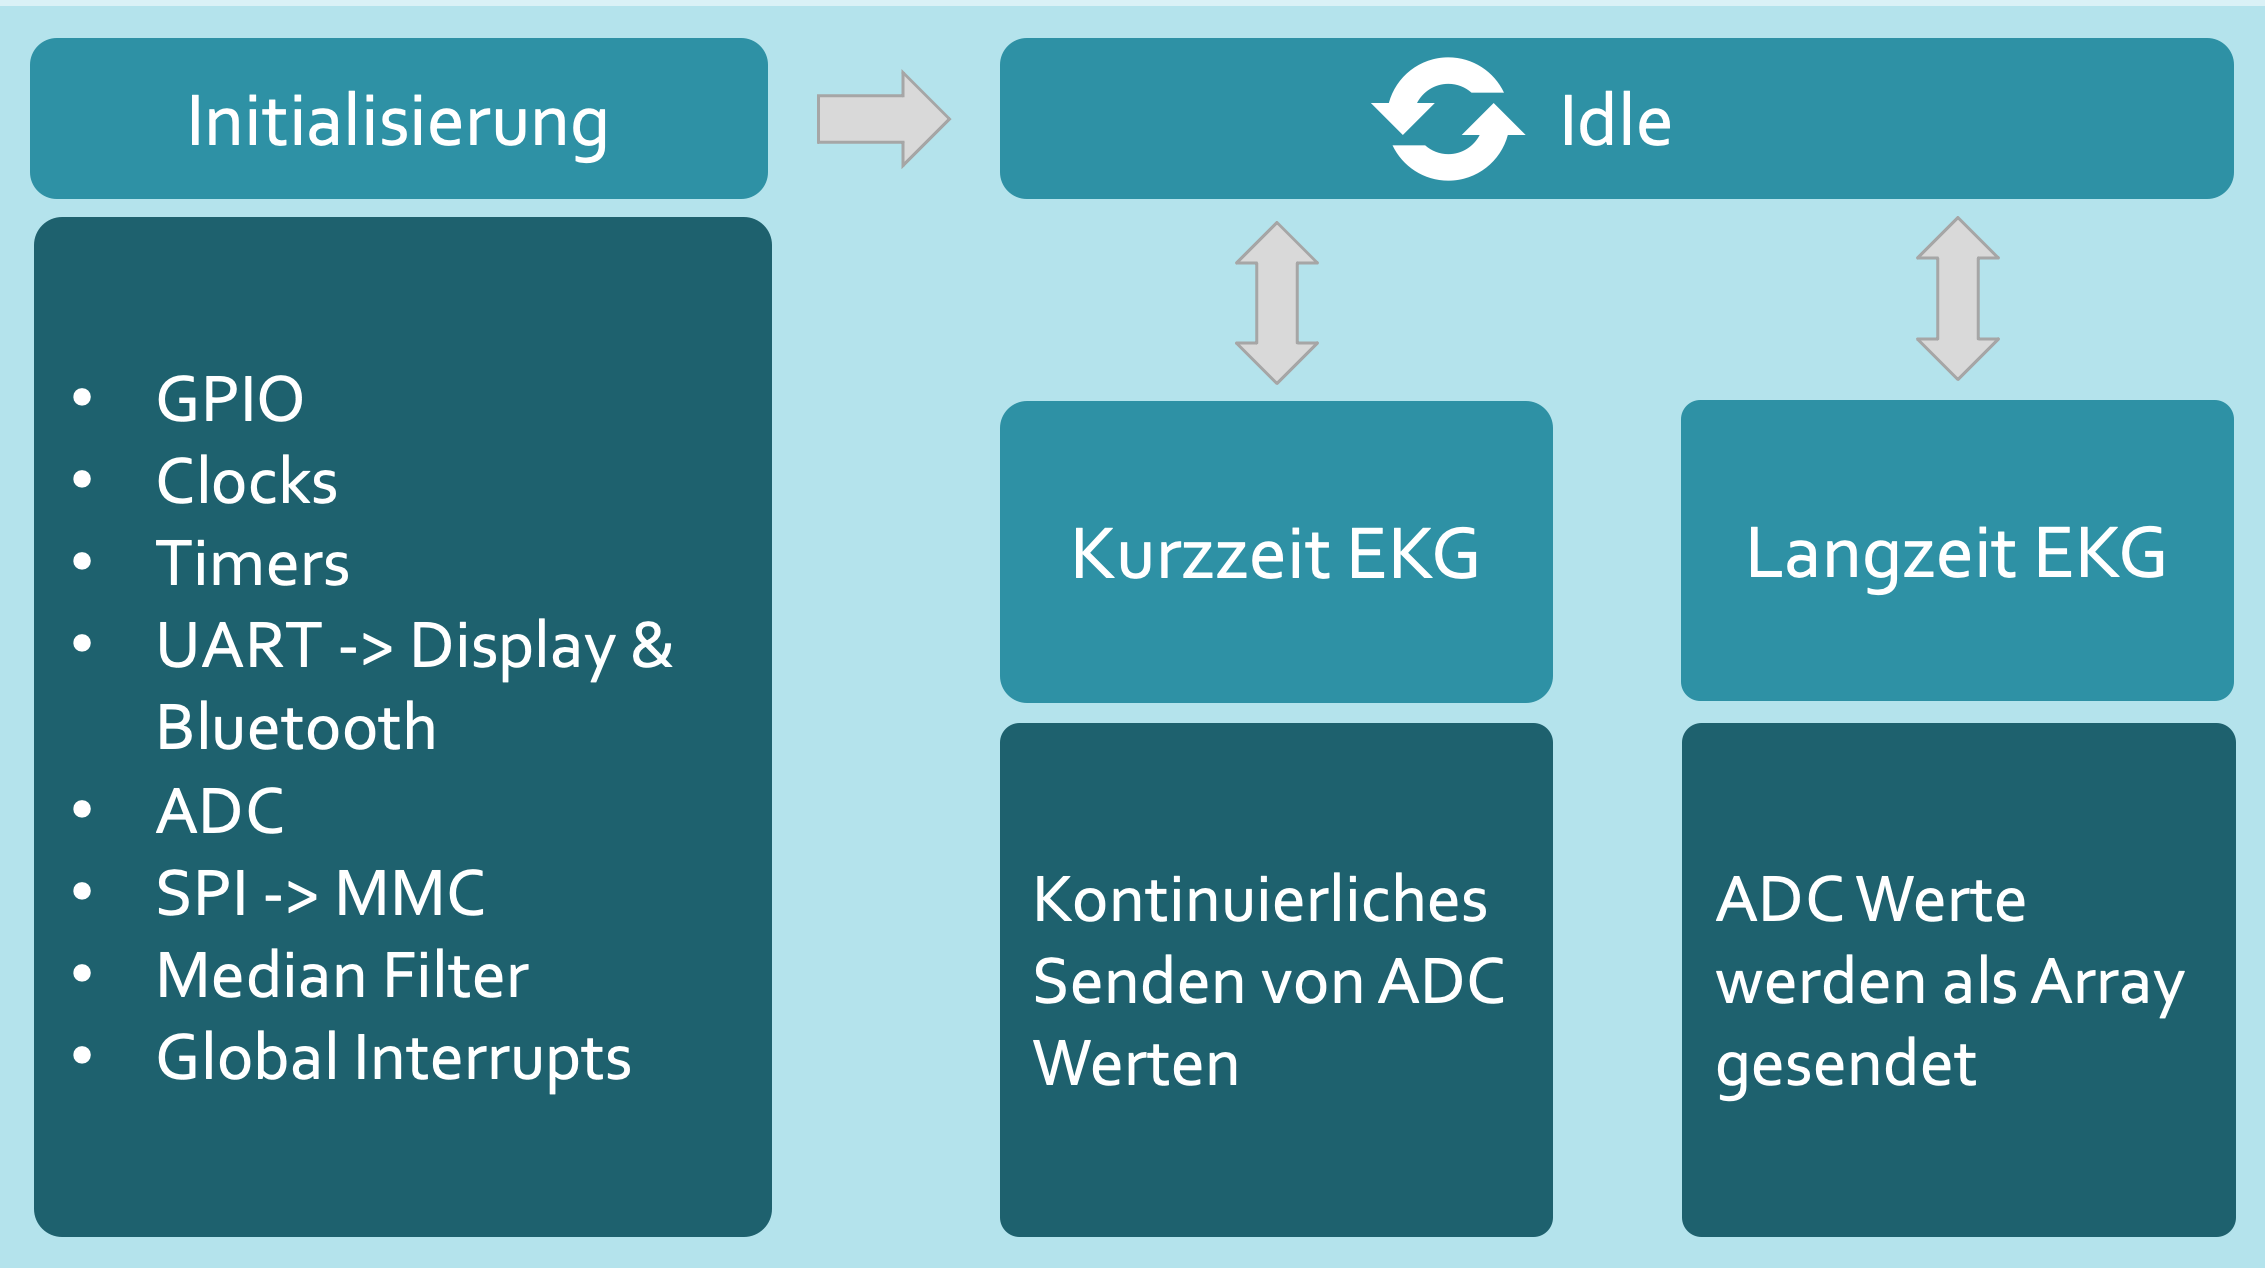 Initialisierung
Idle
• GPIO
• Clocks
• Timers
• UART -> Display &
Bluetooth
• ADC
• SPI -> MMC
• Median Filter
• Global Interrupts
Kurzzeit EKG
Kontinuierliches
Senden von ADC
Werten
Langzeit EKG
ADC Werte
werden als Array
gesendet